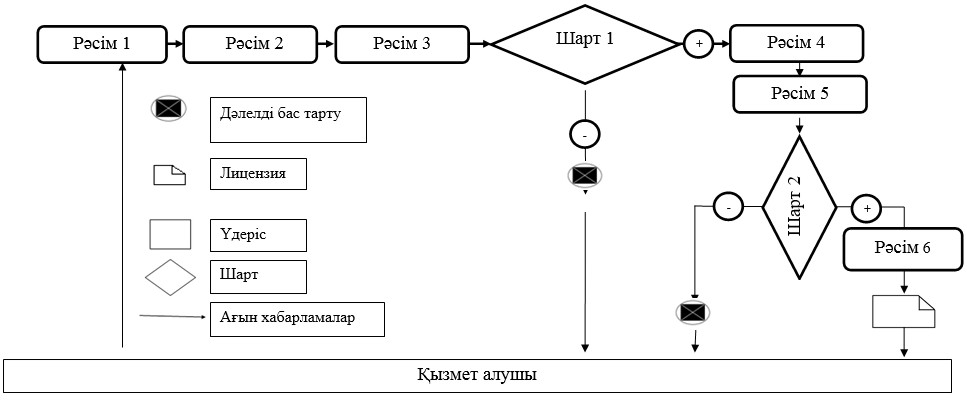 Рәсім 1
Рәсім 2
Рәсім 3
Шарт 1
+
Рәсім 4
Рәсім 5
Дәлелді бас тарту
-
Лицензия
Шарт 2
-
+
Үдеріс
Рәсім 6
Шарт
Ағын хабарламалар
Қызмет алушы